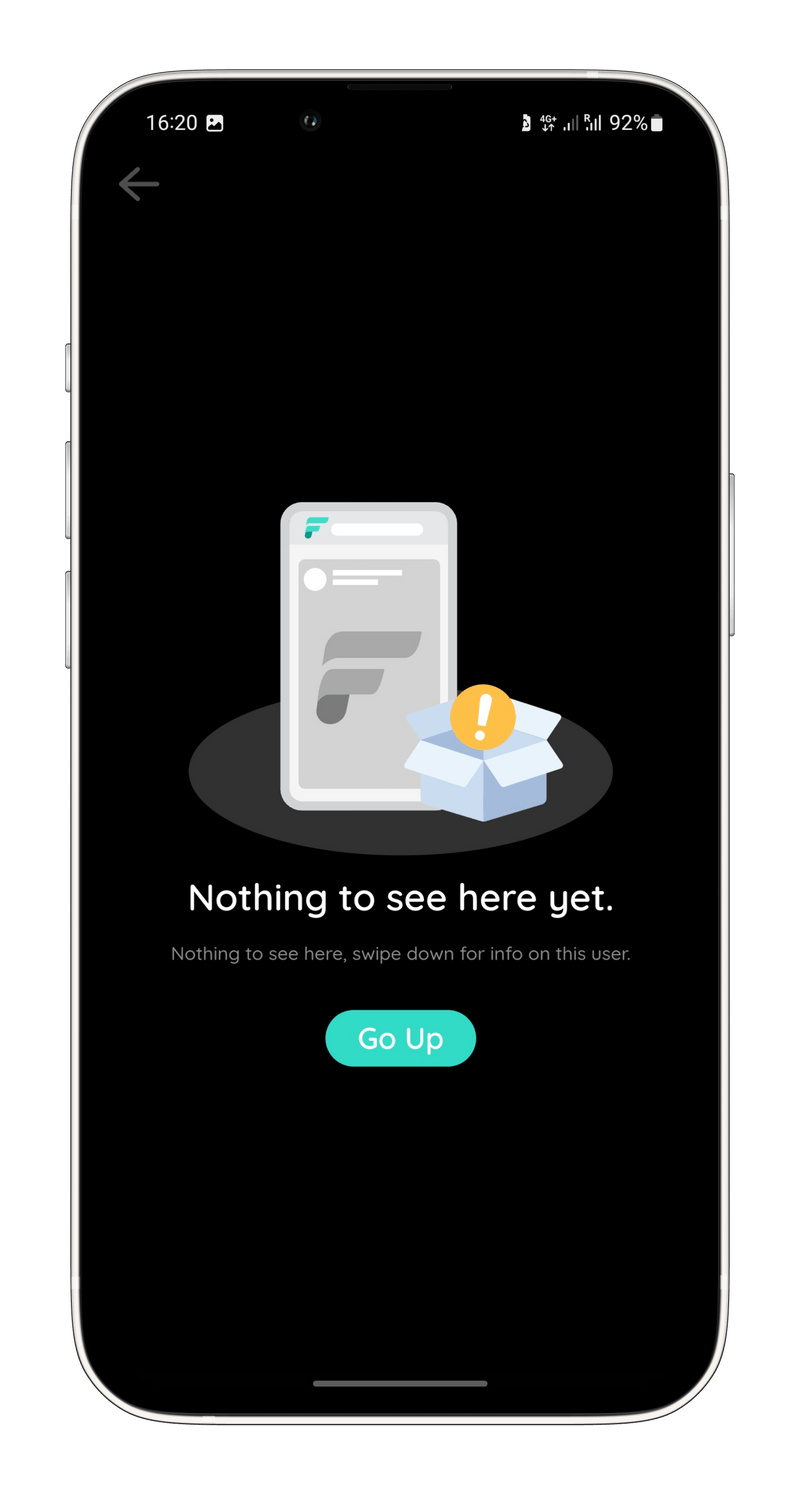 16:20 4G+ R 92%
Nothing to see here yet.
Nothing to see here, swipe down for info on this user.
Go Up